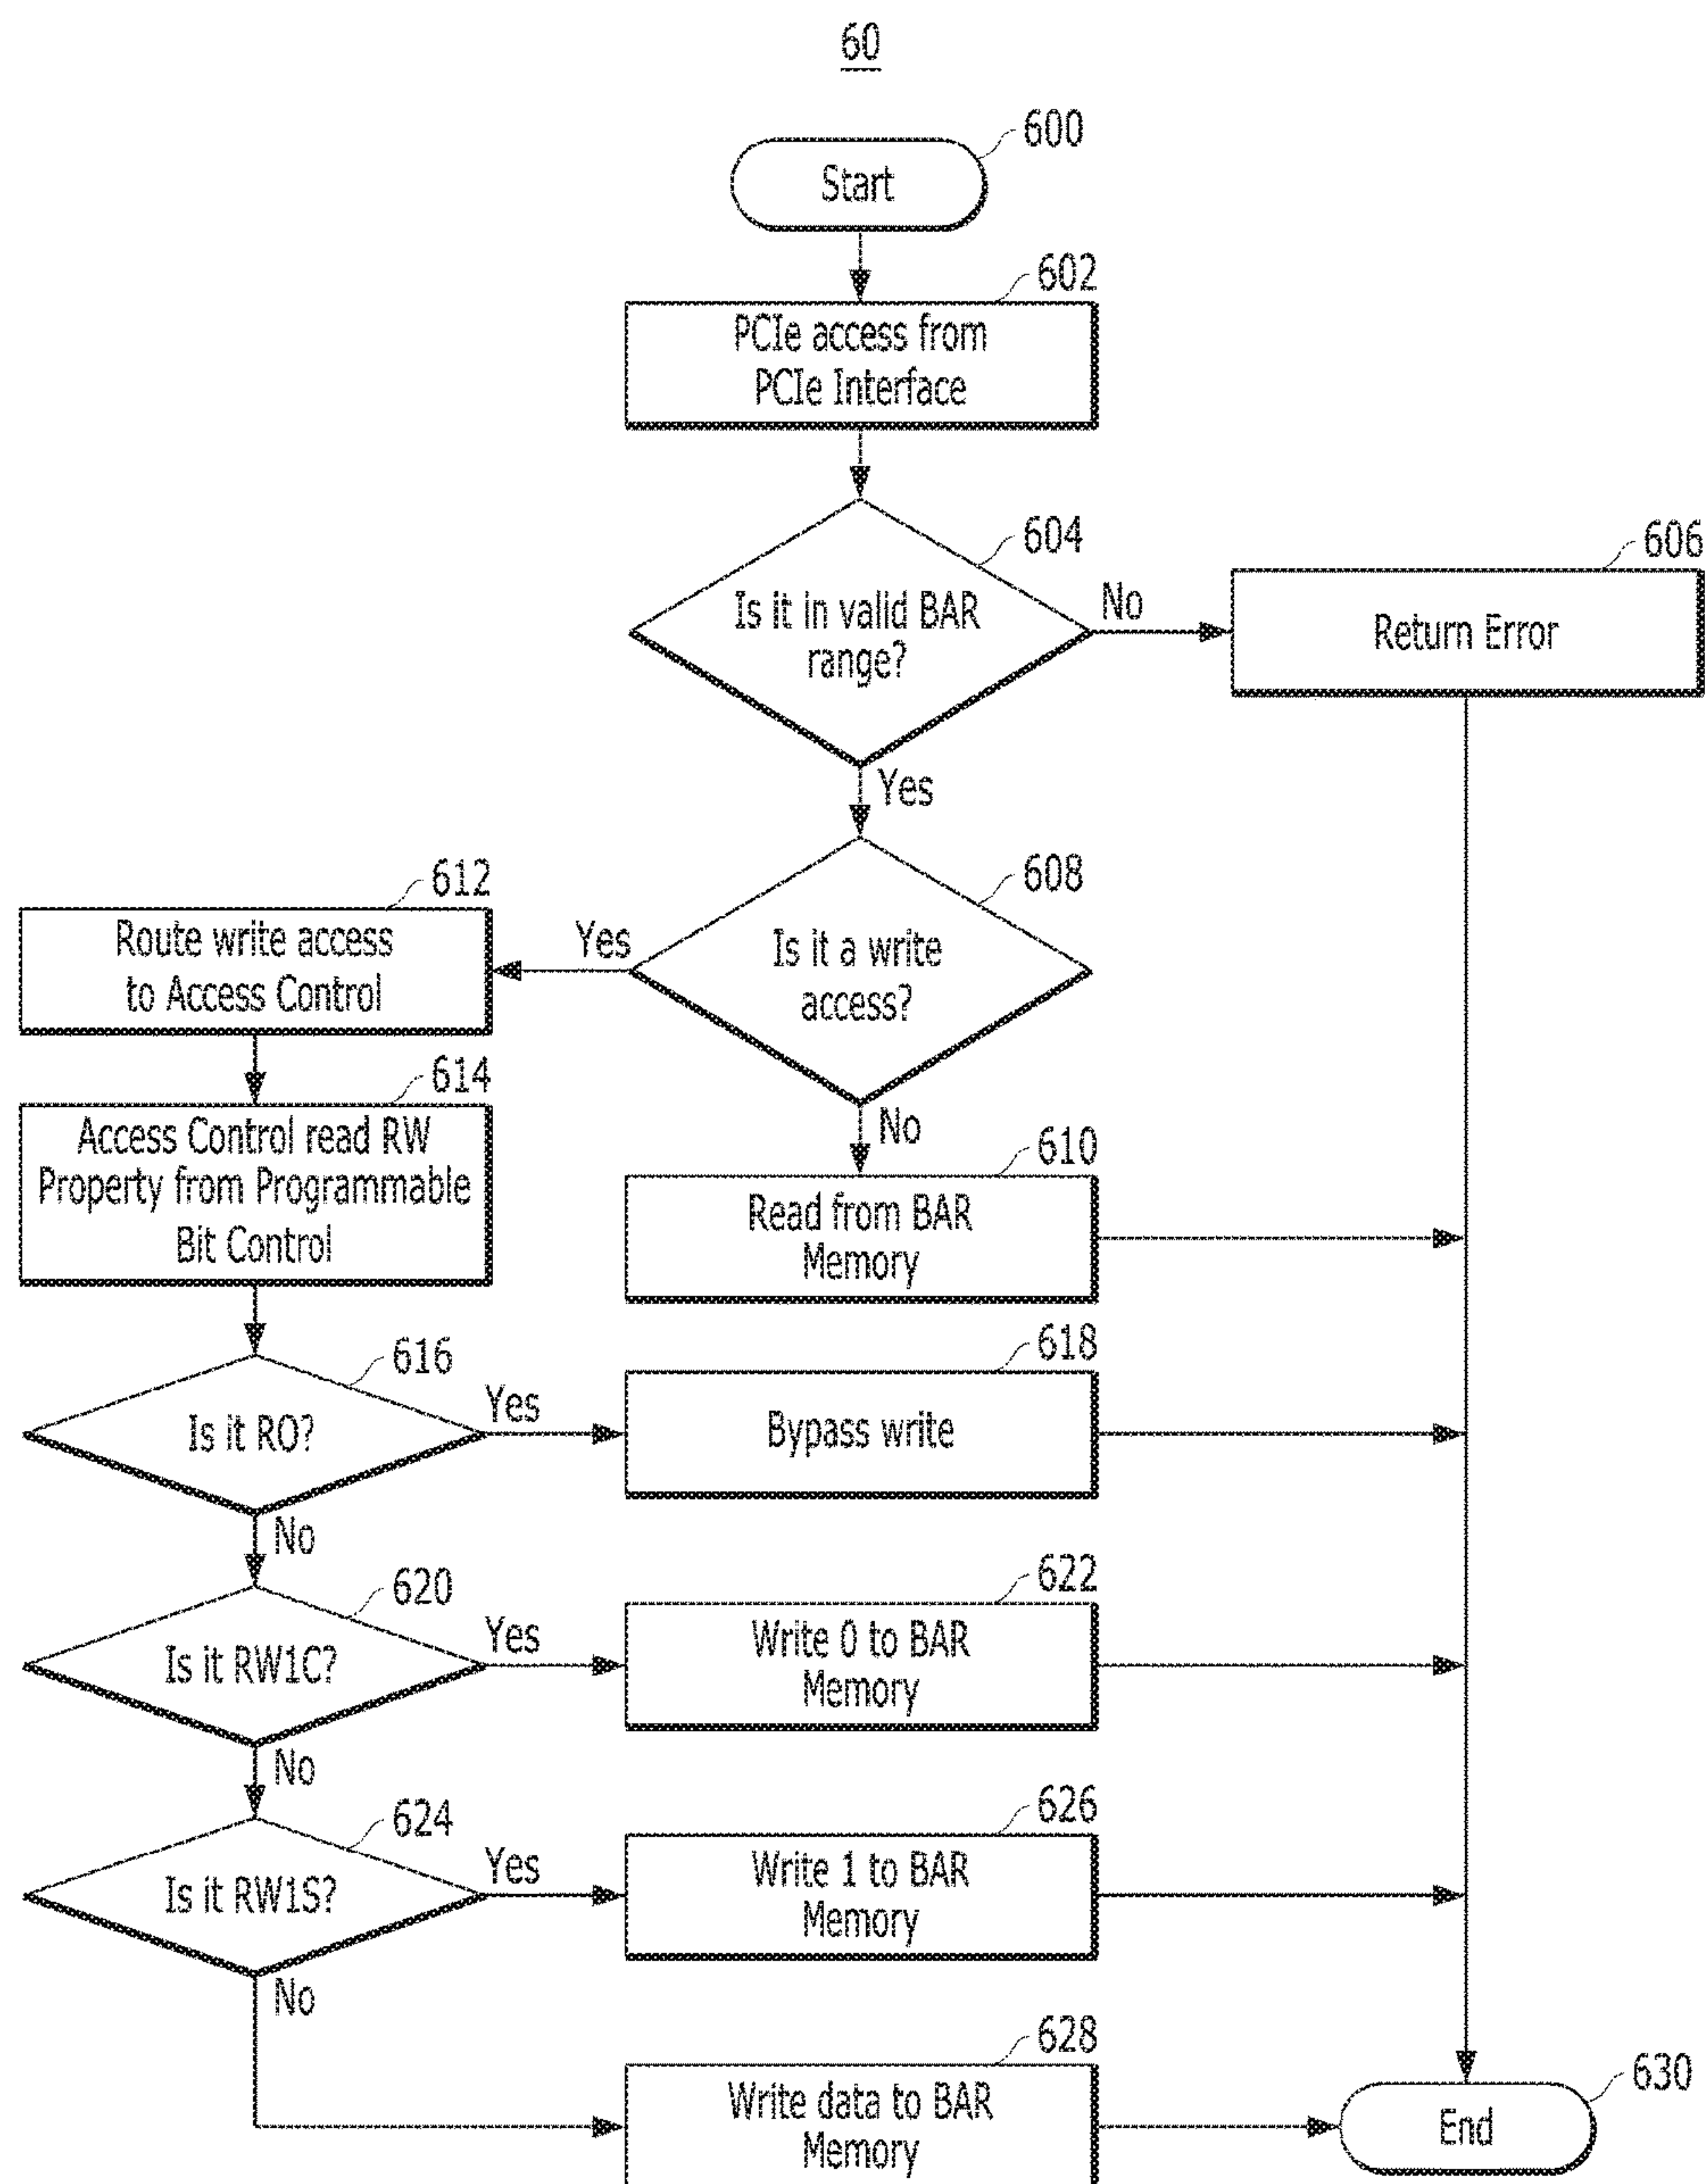 60
600
Start
602
PCIe access from
PCIe Interface
604
Is it in valid BAR
range?
No
606
Return Error
Yes
608
Is it a write
access?
Yes
612
Route write access
to Access Control
614
Access Control read RW
Property from Programmable
Bit Control
No
610
Read from BAR
Memory
616
Is it RO?
Yes
618
Bypass write
No
620
Is it RW1C?
Yes
622
Write 0 to BAR
Memory
No
624
Is it RW1S?
Yes
626
Write 1 to BAR
Memory
No
628
Write data to BAR
Memory
630
End